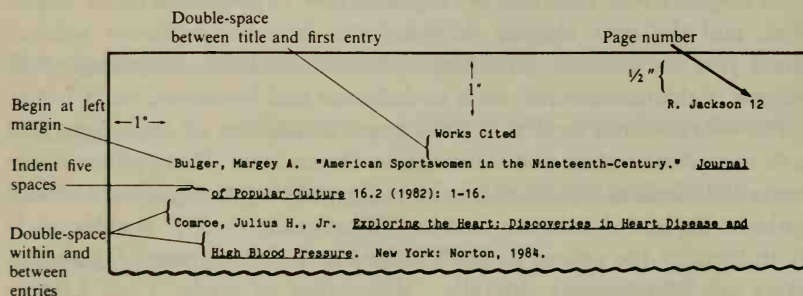 Double-space
between title and first entry
Page number
1/2"
1"
R. Jackson 12
Begin at left
margin
1"
Works Cited
Bulger, Margey A. "American Sportswomen in the Nineteenth-Century." Journal
Indent five
spaces
of Popular Culture 16.2 (1982): 1-16.
Comroe, Julius H., Jr. Exploring the Heart: Discoveries in Heart Disease and
Double-space
within and
between
entries
High Blood Pressure. New York: Norton, 1984.